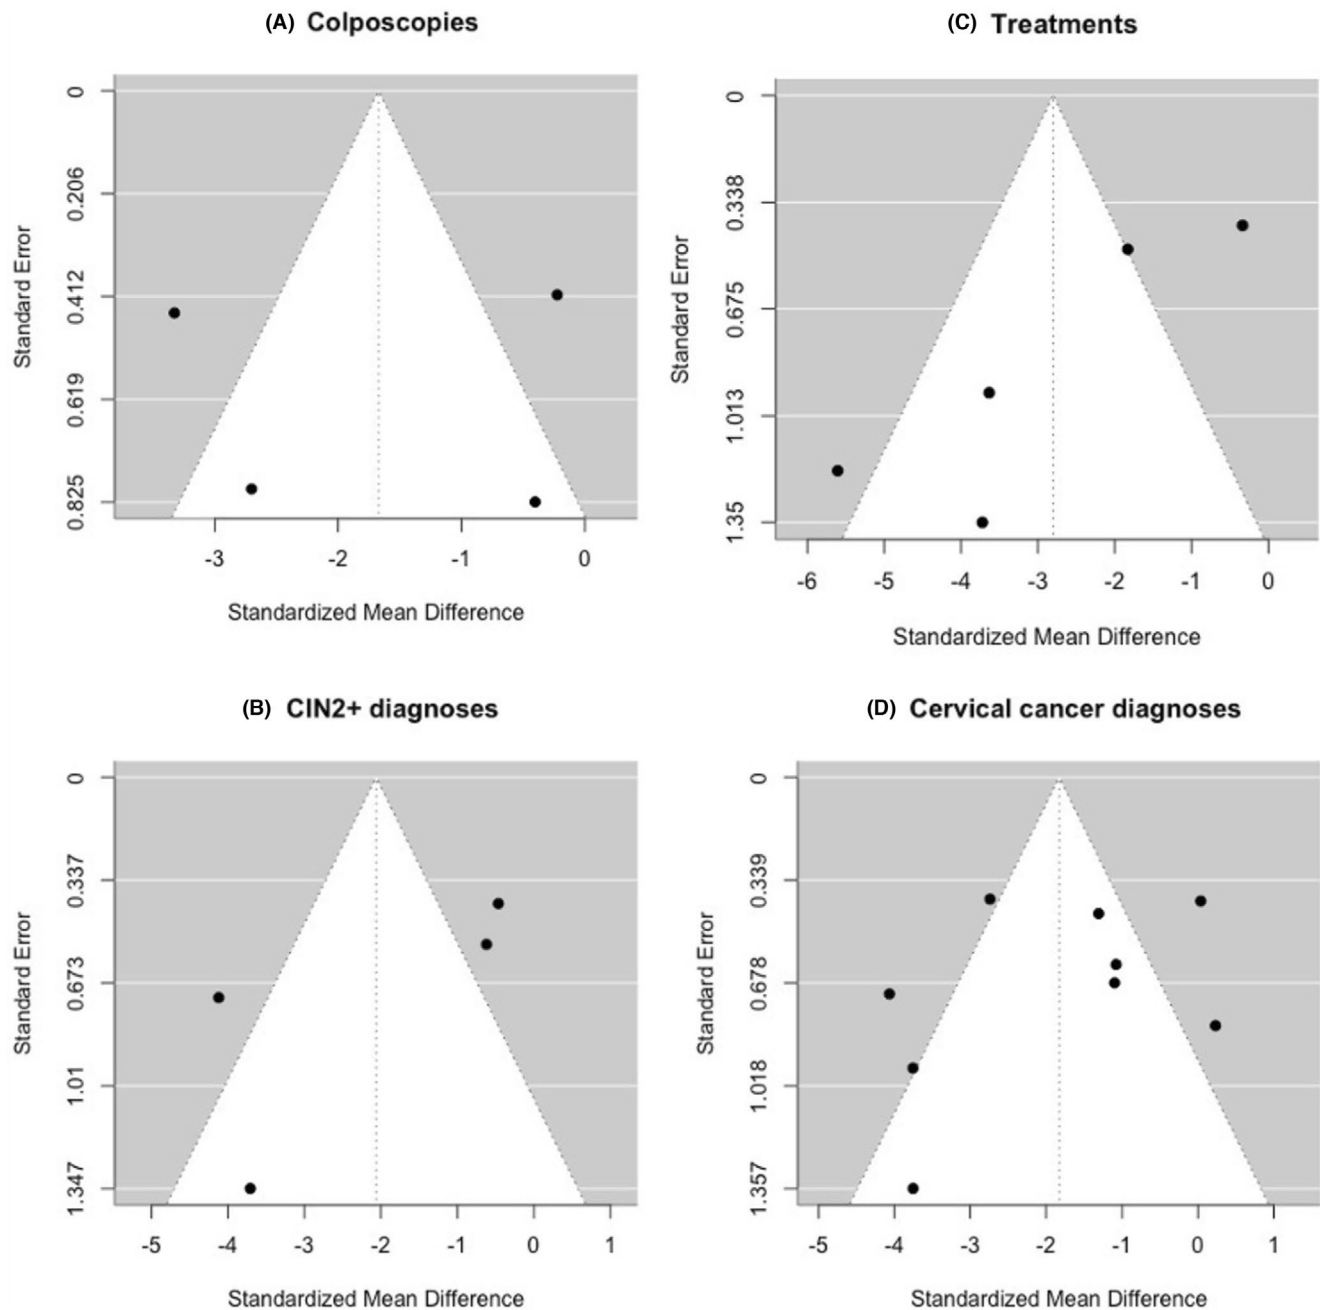 (A) Colposcopies
0
0.206
0.412
0.619
0.825
Standard Error
-3 -2 -1 0
Standardized Mean Difference
(C) Treatments
0
0.338
0.675
1.013
1.35
Standard Error
-6 -5 -4 -3 -2 -1 0
Standardized Mean Difference
(B) CIN2+ diagnoses
0
0.337
0.673
1.01
1.347
Standard Error
-5 -4 -3 -2 -1 0 1
Standardized Mean Difference
(D) Cervical cancer diagnoses
0
0.339
0.678
1.018
1.357
Standard Error
-5 -4 -3 -2 -1 0 1
Standardized Mean Difference